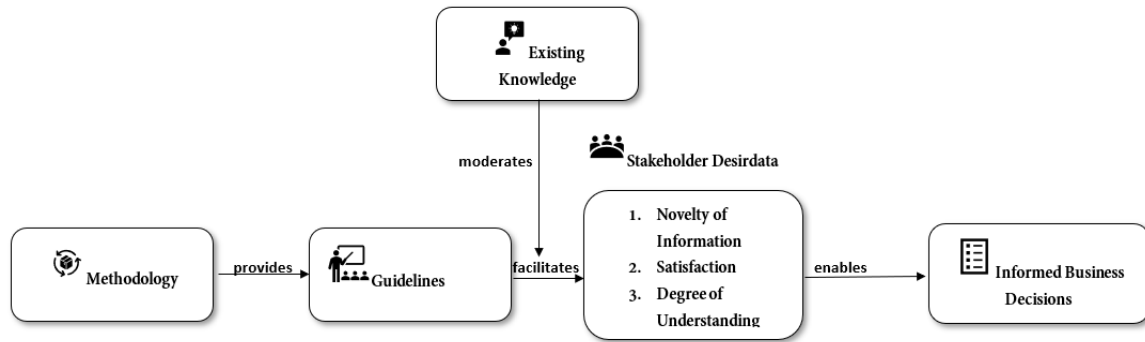 Existing
Knowledge
moderates
Stakeholder Desirdata
1. Novelty of
Information
2. Satisfaction
3. Degree of
Understanding
Methodology
provides
Guidelines
facilitates
enables
Informed Business
Decisions